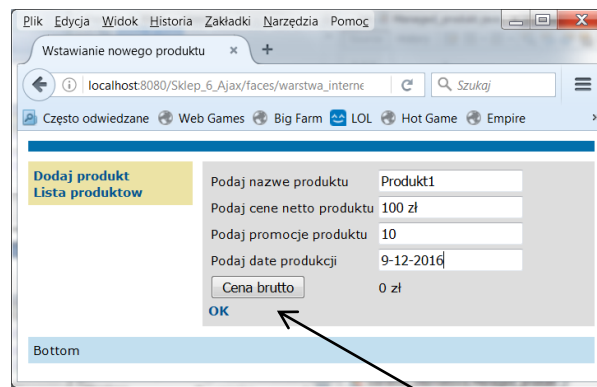 Plik Edycja Widok Historia Zakładki Narzędzia Pomoc
Wstawianie nowego produktu × +
localhost:8080/Sklep_6_Ajax/faces/warstwa_interne Szukaj
Często odwiedzane Web Games Big Farm LOL Hot Game Empire
Dodaj produkt
Lista produktow
Podaj nazwe produktu Produkt1
Podaj cene netto produktu 100 zł
Podaj promocje produktu 10
Podaj date produkcji 9-12-2016
Cena brutto 0 zł
OK
Bottom